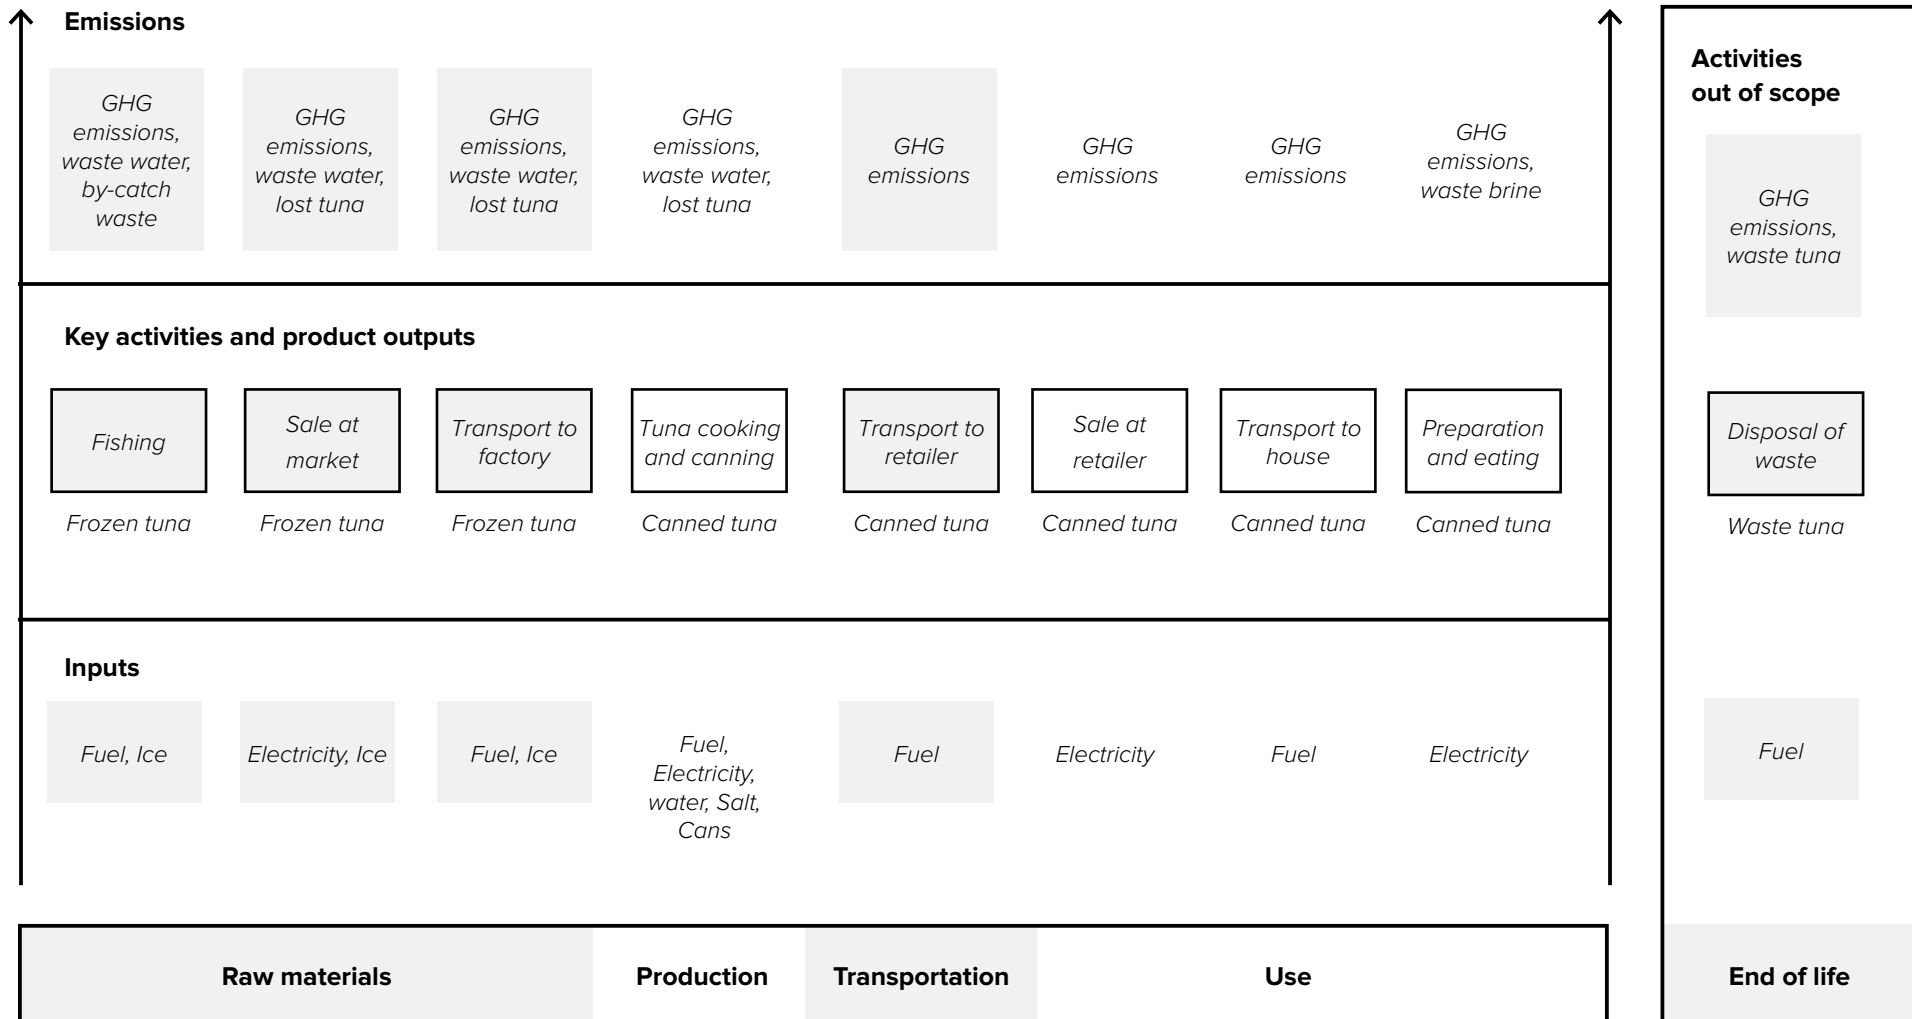 Emissions
GHG
emissions,
waste water,
by-catch
waste
GHG
emissions,
waste water,
lost tuna
GHG
emissions,
waste water,
lost tuna
GHG
emissions,
waste water,
lost tuna
GHG
emissions
GHG
emissions
GHG
emissions
GHG
emissions,
waste brine
Key activities and product outputs
Fishing
Sale at
market
Transport to
factory
Tuna cooking
and canning
Transport to
retailer
Sale at
retailer
Transport to
house
Preparation
and eating
Frozen tuna
Frozen tuna
Frozen tuna
Canned tuna
Canned tuna
Canned tuna
Canned tuna
Canned tuna
Inputs
Fuel, Ice
Electricity, Ice
Fuel, Ice
Fuel,
Electricity,
water, Salt,
Cans
Fuel
Electricity
Fuel
Electricity
Raw materials
Production
Transportation
Use
Activities
out of scope
GHG
emissions,
waste tuna
Disposal of
waste
Waste tuna
Fuel
End of life